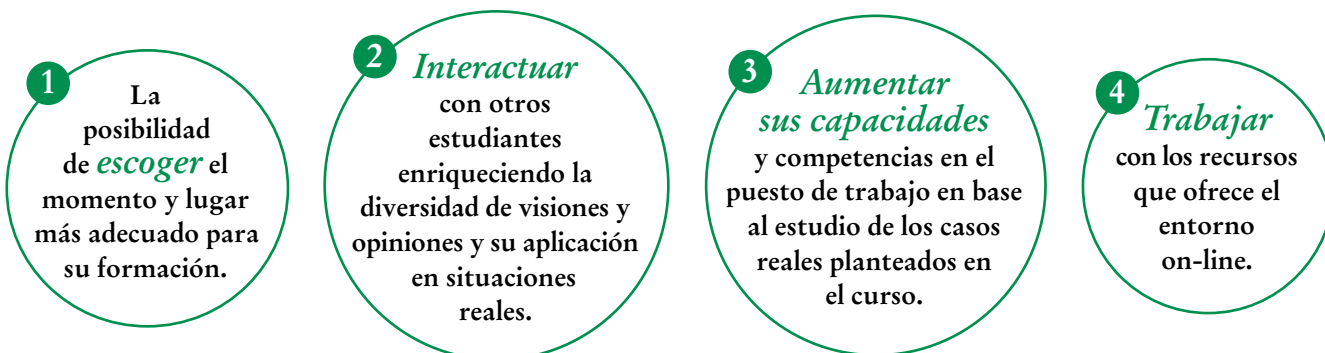 1
La
posibilidad
de escoger el
momento y lugar
más adecuado para
su formación.
2
Interactuar
con otros
estudiantes
enriqueciendo la
diversidad de visiones y
opiniones y su aplicación
en situaciones
reales.
3
Aumentar
sus capacidades
y competencias en el
puesto de trabajo en base
al estudio de los casos
reales planteados en
el curso.
4
Trabajar
con los recursos
que ofrece el
entorno
on-line.